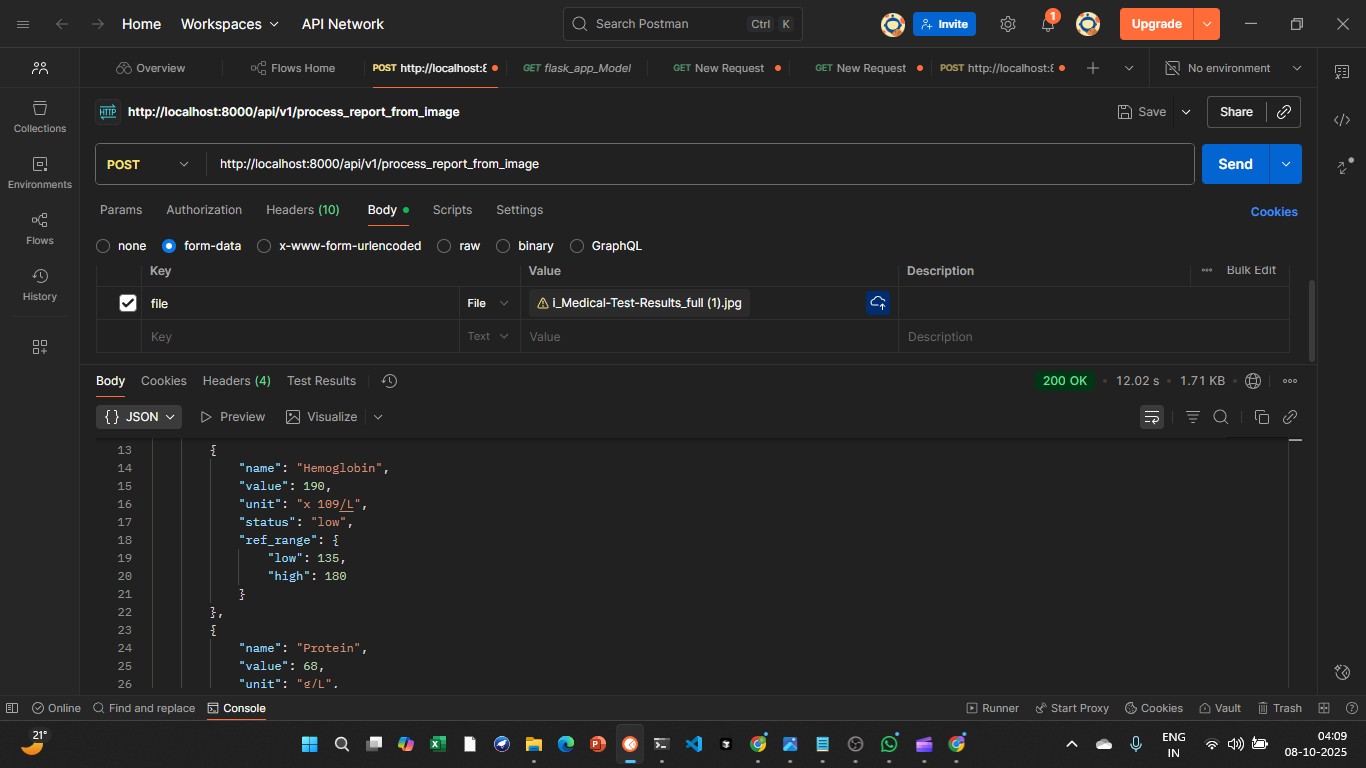 Home Workspaces API Network Search Postman Ctrl K Invite 1 Upgrade
Overview Flows Home POST http://localhost:8 GET flask_app_Model GET New Request GET New Request POST http://localhost:8 No environment
HTTP http://localhost:8000/api/v1/process_report_from_image Save Share
POST http://localhost:8000/api/v1/process_report_from_image Send
Params Authorization Headers (10) Body Scripts Settings Cookies
none form-data x-www-form-urlencoded raw binary GraphQL
Key Value Description Bulk Edit
file File i_Medical-Test-Results_full (1).jpg
Key Text Value Description
Collections
Environments
Flows
History
Body Cookies Headers (4) Test Results 200 OK 12.02 s 1.71 KB
{ } JSON Preview Visualize
13 {
14 "name": "Hemoglobin",
15 "value": 190,
16 "unit": "x 109/L",
17 "status": "low",
18 "ref_range": {
19 "low": 135,
20 "high": 180
21 }
22 },
23 {
24 "name": "Protein",
25 "value": 68,
26 "unit": "g/L",
Online Find and replace Console Runner Start Proxy Cookies Vault Trash
21° ENG 04:09
IN 08-10-2025